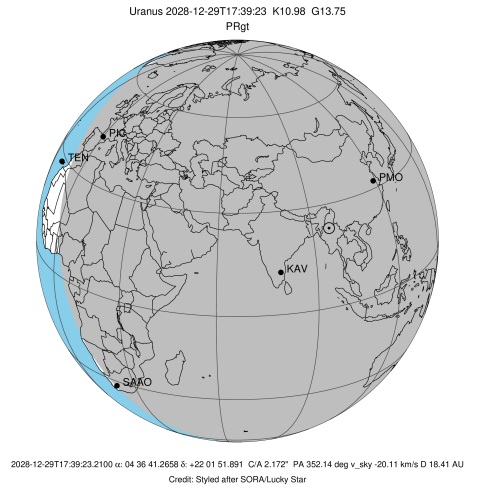 Uranus 2028-12-29T17:39:23 K10.98 G13.75
PRgt
PIC
TEN
PMO
KAV
SAAO
2028-12-29T17:39:23.2100 α: 04 36 41.2658 δ: +22 01 51.891 C/A 2.172" PA 352.14 deg v_sky -20.11 km/s D 18.41 AU
Credit: Styled after SORA/Lucky Star